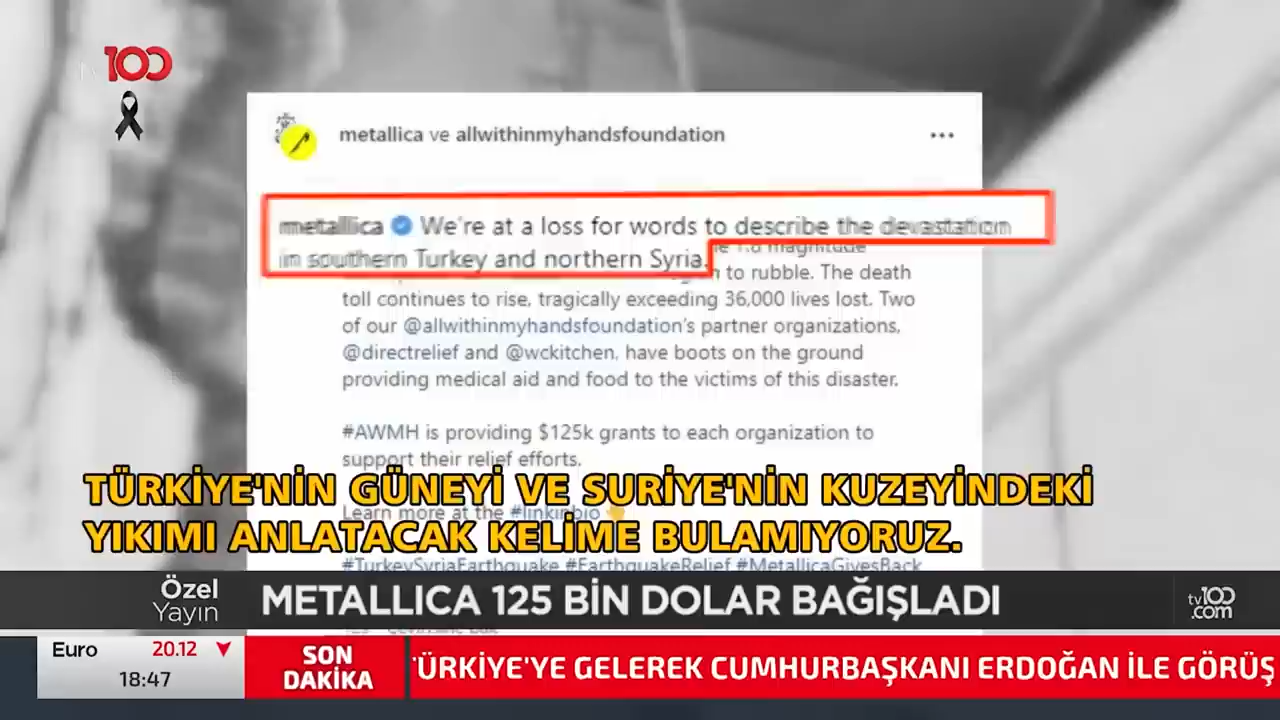 tv100
metallica ve allwithinmyhandsfoundation
metallica We're at a loss for words to describe the devastation
in southern Turkey and northern Syria.
magnitude
to rubble. The death
toll continues to rise, tragically exceeding 36,000 lives lost. Two
of our @allwithinmyhandsfoundation's partner organizations,
@directrelief and @wckitchen, have boots on the ground
providing medical aid and food to the victims of this disaster.
#AWMH is providing $125k grants to each organization to
support their relief efforts.
Learn more at the #linkinbio
#TurkeySyriaEarthquake #EarthquakeRelief #MetallicaGivesBack
TÜRKİYE'NİN GÜNEYİ VE SURİYE'NİN KUZEYİNDEKİ
YIKIMI ANLATACAK KELİME BULAMIYORUZ.
Özel
Yayın
METALLICA 125 BİN DOLAR BAĞIŞLADI
tv100
.com
Euro 20.12
18:47
SON
DAKİKA
TÜRKİYE'YE GELEREK CUMHURBAŞKANI ERDOĞAN İLE GÖRÜŞ